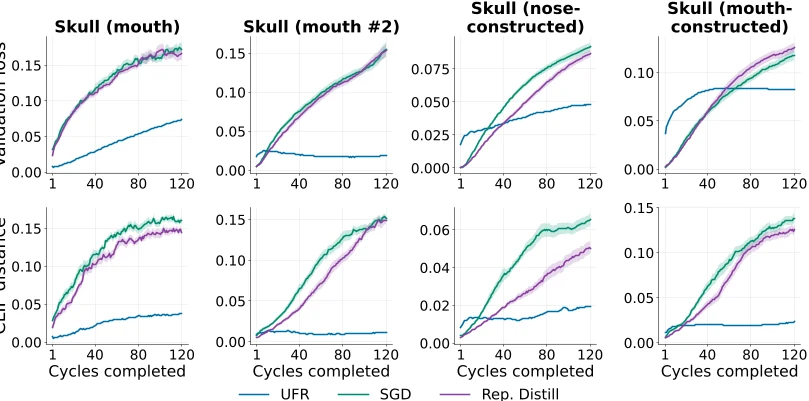 Skull (mouth)
Skull (mouth #2)
Skull (nose-
constructed)
Skull (mouth-
constructed)
0.15
0.10
0.05
0.00
1 40 80 120
0.15
0.10
0.05
0.00
1 40 80 120
0.075
0.050
0.025
0.000
1 40 80 120
0.10
0.05
0.00
1 40 80 120
0.15
0.10
0.05
0.00
1 40 80 120
Cycles completed
0.15
0.10
0.05
0.00
1 40 80 120
Cycles completed
0.06
0.04
0.02
0.00
1 40 80 120
Cycles completed
0.15
0.10
0.05
0.00
1 40 80 120
Cycles completed
UFR SGD Rep. Distill